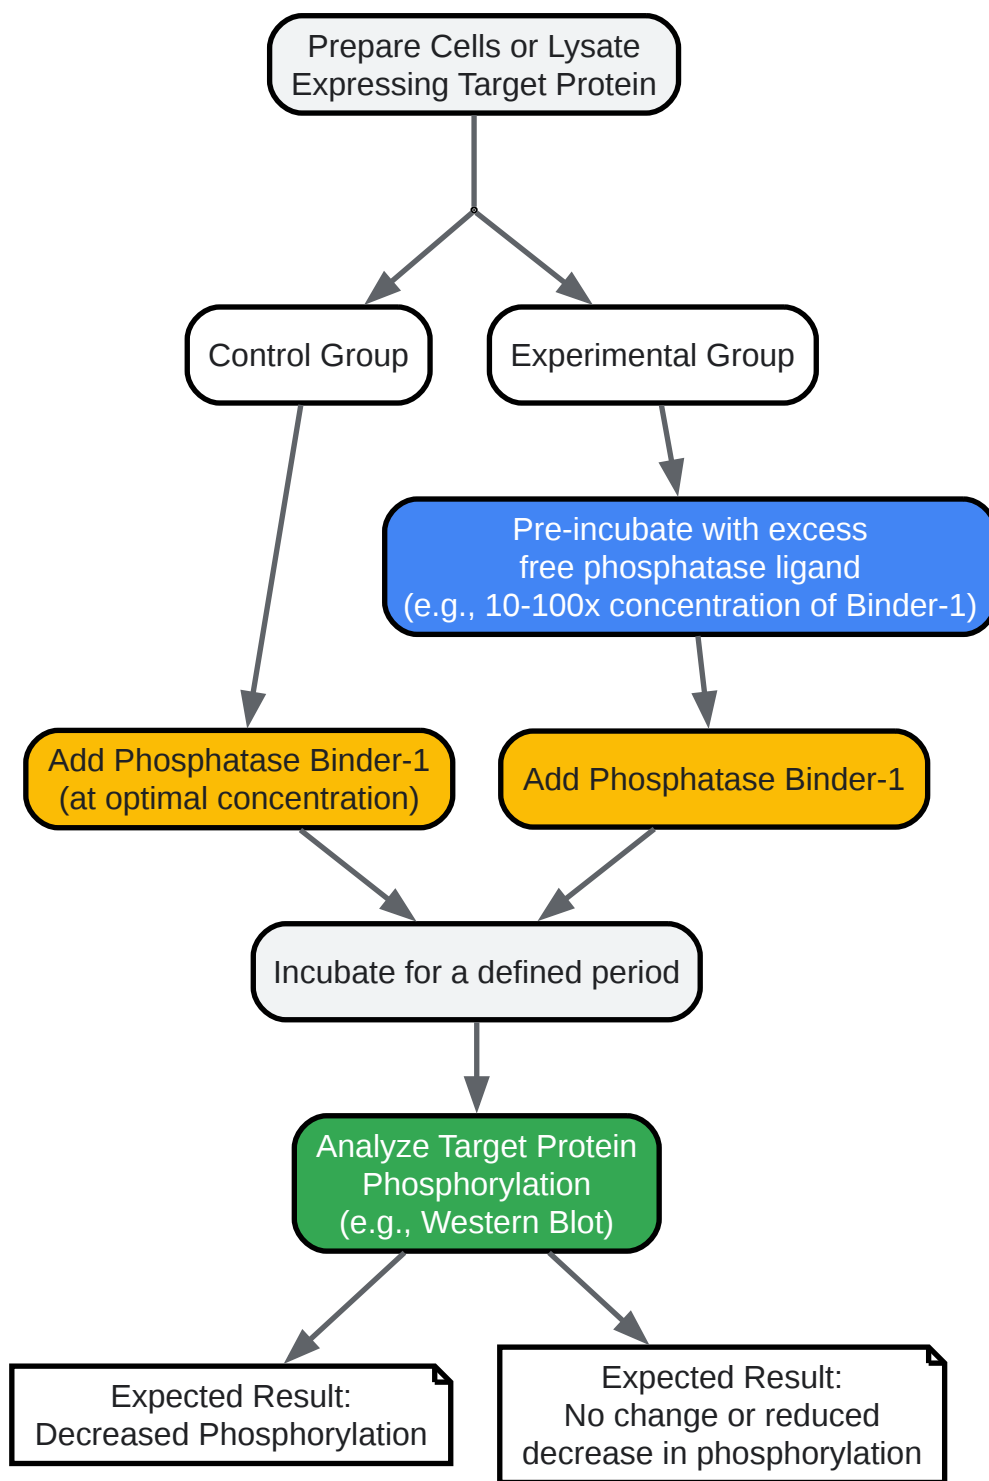 Prepare Cells or Lysate
Expressing Target Protein
Control Group
Experimental Group
Pre-incubate with excess
free phosphatase ligand
(e.g., 10-100x concentration of Binder-1)
Add Phosphatase Binder-1
(at optimal concentration)
Add Phosphatase Binder-1
Incubate for a defined period
Analyze Target Protein
Phosphorylation
(e.g., Western Blot)
Expected Result:
Decreased Phosphorylation
Expected Result:
No change or reduced
decrease in phosphorylation